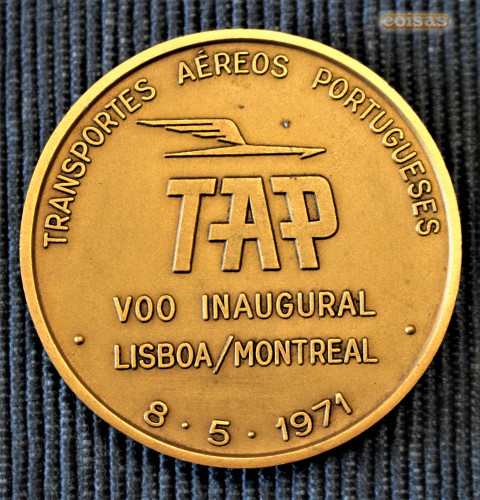 coisas
TRANSPORTES AÉREOS PORTUGUESES
TAP
VOO INAUGURAL
LISBOA/MONTREAL
8 · 5 · 1971